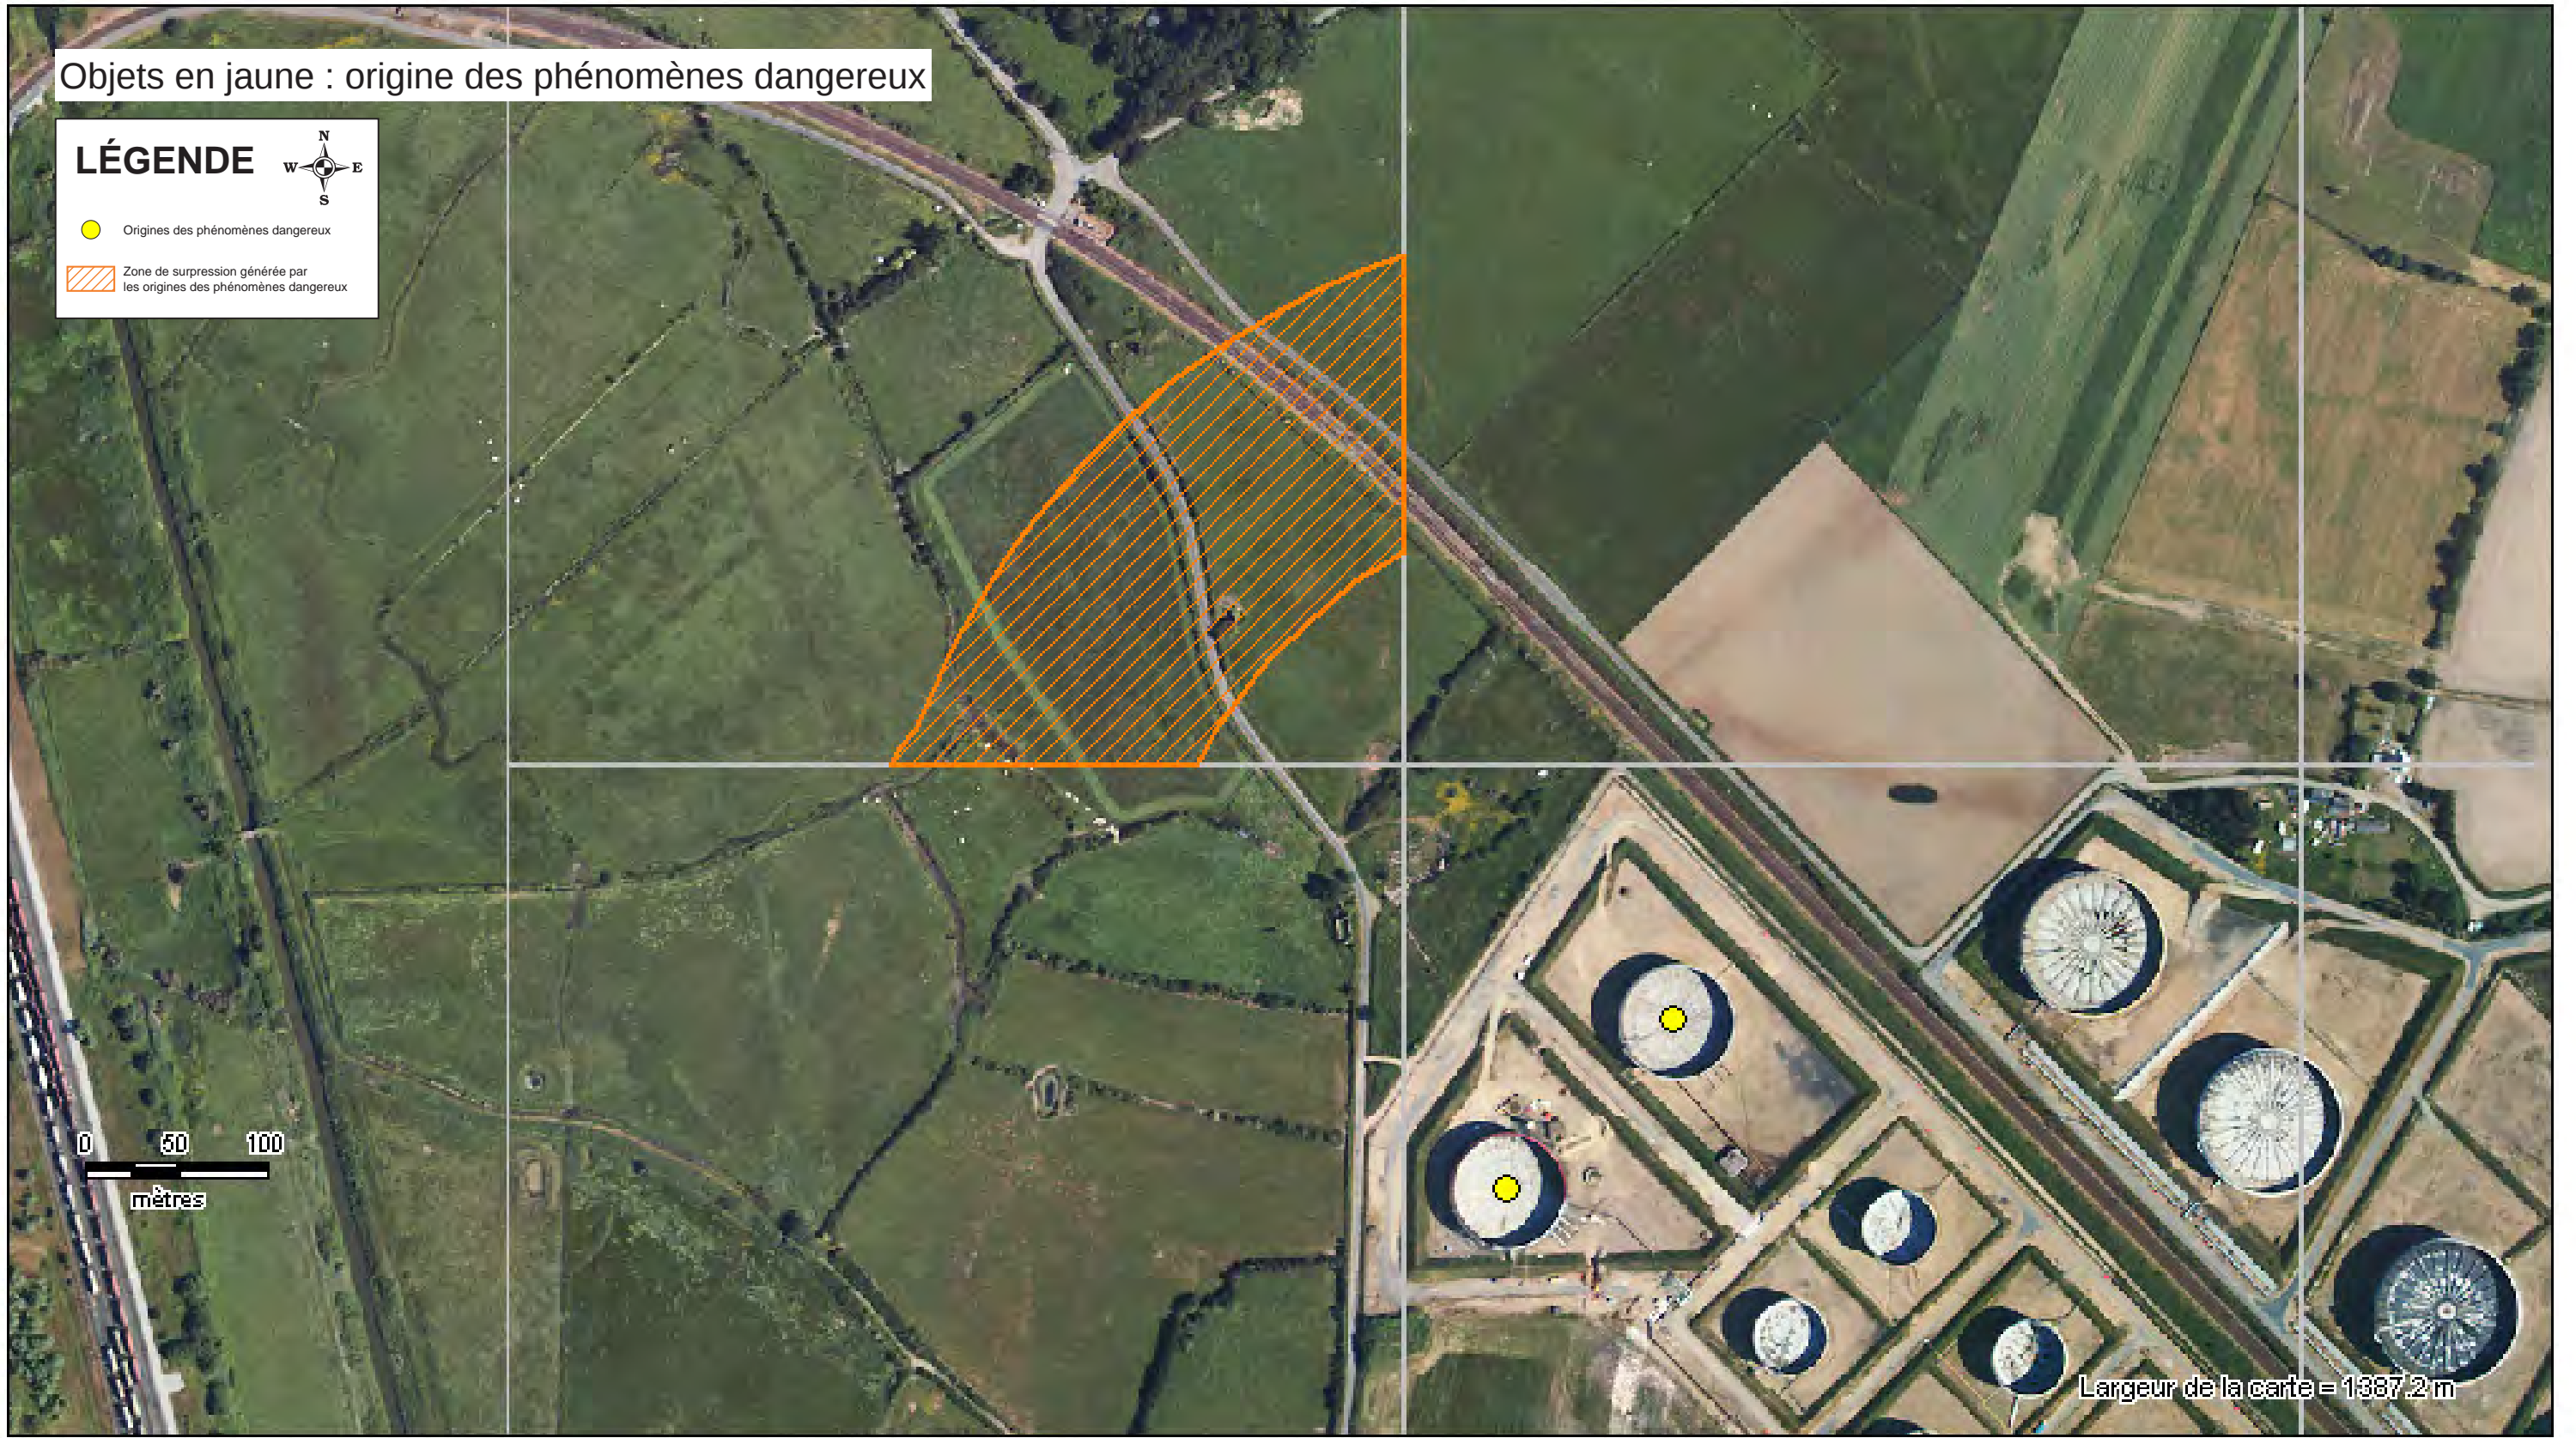 Objets en jaune : origine des phénomènes dangereux
LÉGENDE
N
W E
S
Origines des phénomènes dangereux
Zone de surpression générée par
les origines des phénomènes dangereux
0 50 100
mètres
Largeur de la carte = 1387.2 m